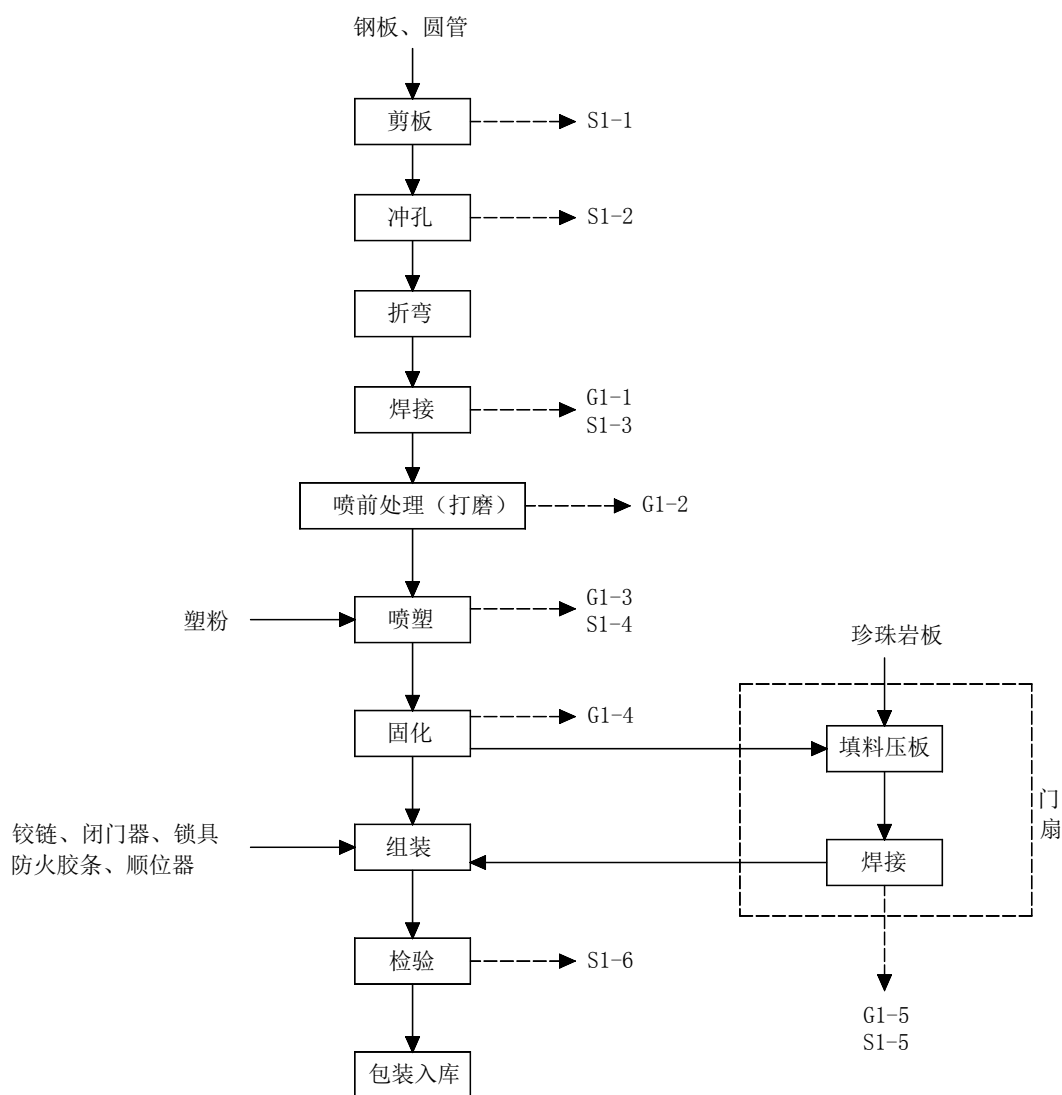 钢板、圆管
剪板
S1-1
冲孔
S1-2
折弯
焊接
G1-1
S1-3
喷前处理（打磨）
G1-2
塑粉
喷塑
G1-3
S1-4
珍珠岩板
固化
G1-4
填料压板
门
扇
铰链、闭门器、锁具
防火胶条、顺位器
组装
焊接
检验
S1-6
G1-5
S1-5
包装入库